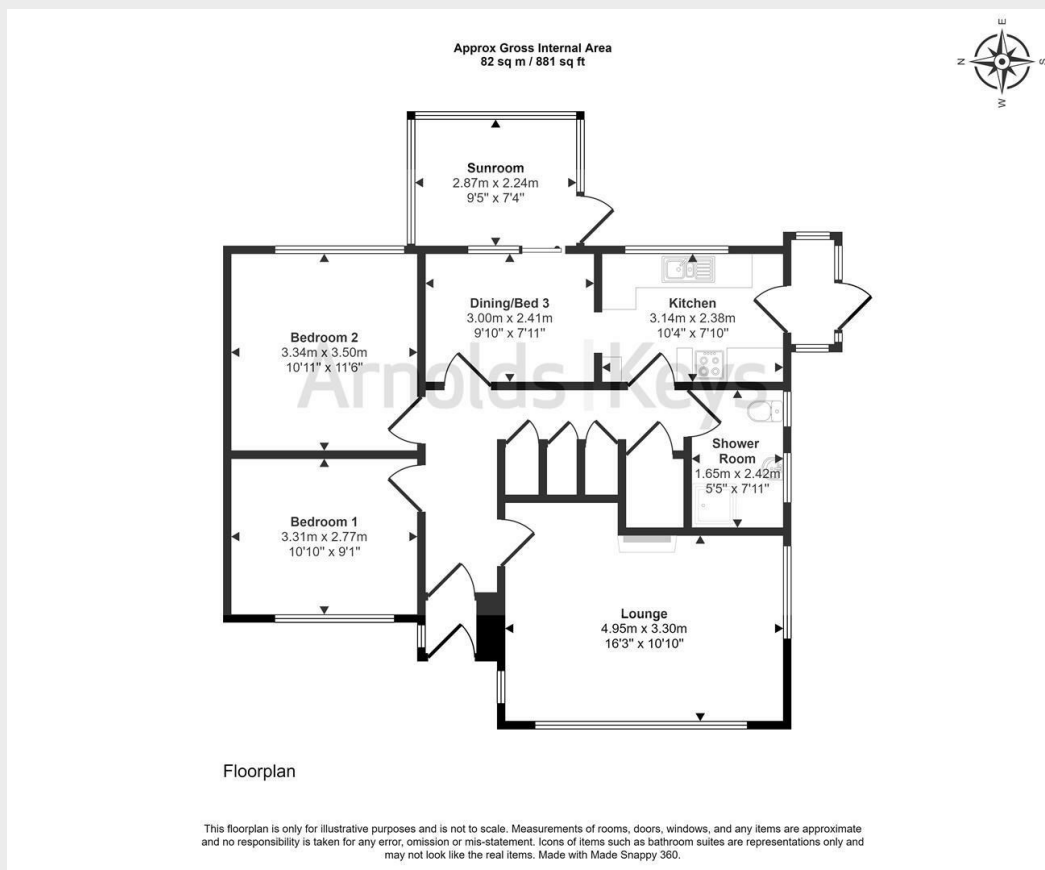 Approx Gross Internal Area
82 sq m / 881 sq ft
E
N
S
W
Sunroom
2.87m x 2.24m
9'5" x 7'4"
Dining/Bed 3
3.00m x 2.41m
9'10" x 7'11"
Kitchen
3.14m x 2.38m
10'4" x 7'10"
Bedroom 2
3.34m x 3.50m
10'11" x 11'6"
Arnolds | Keys
Shower
Room
1.65m x 2.42m
5'5" x 7'11"
Bedroom 1
3.31m x 2.77m
10'10" x 9'1"
Lounge
4.95m x 3.30m
16'3" x 10'10"
Floorplan
This floorplan is only for illustrative purposes and is not to scale. Measurements of rooms, doors, windows, and any items are approximate
and no responsibility is taken for any error, omission or mis-statement. Icons of items such as bathroom suites are representations only and
may not look like the real items. Made with Made Snappy 360.